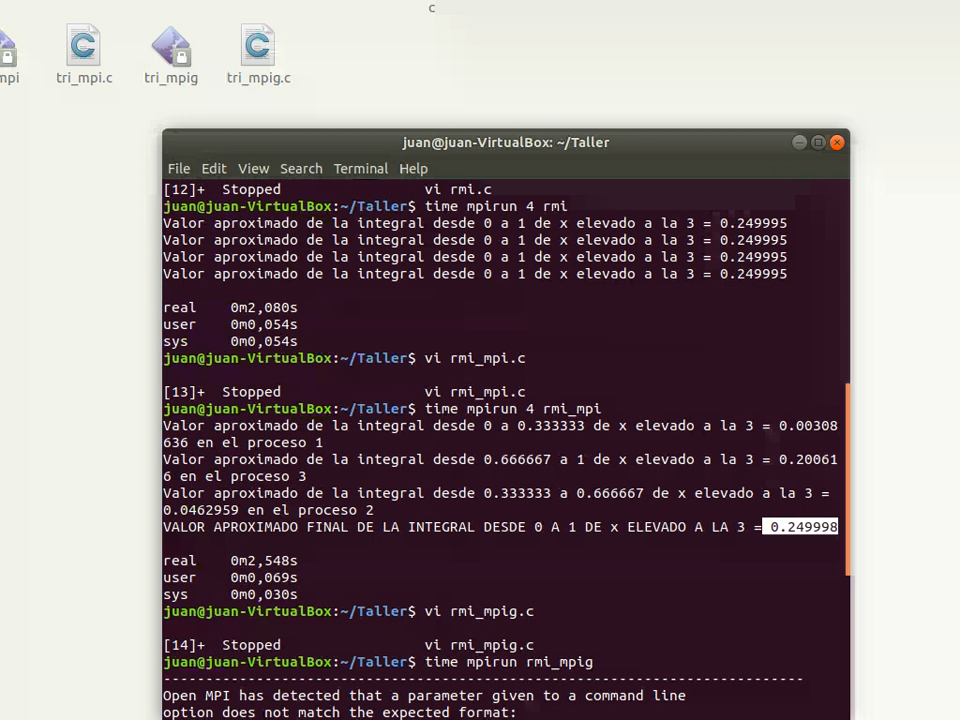 c
mpi tri_mpi.c tri_mpig tri_mpig.c
juan@juan-VirtualBox: ~/Taller
File Edit View Search Terminal Help
[12]+ Stopped vi rmi.c
juan@juan-VirtualBox:~/Taller$ time mpirun 4 rmi
Valor aproximado de la integral desde 0 a 1 de x elevado a la 3 = 0.249995
Valor aproximado de la integral desde 0 a 1 de x elevado a la 3 = 0.249995
Valor aproximado de la integral desde 0 a 1 de x elevado a la 3 = 0.249995
Valor aproximado de la integral desde 0 a 1 de x elevado a la 3 = 0.249995
real 0m2,080s
user 0m0,054s
sys 0m0,054s
juan@juan-VirtualBox:~/Taller$ vi rmi_mpi.c
[13]+ Stopped vi rmi_mpi.c
juan@juan-VirtualBox:~/Taller$ time mpirun 4 rmi_mpi
Valor aproximado de la integral desde 0 a 0.333333 de x elevado a la 3 = 0.00308
636 en el proceso 1
Valor aproximado de la integral desde 0.666667 a 1 de x elevado a la 3 = 0.20061
6 en el proceso 3
Valor aproximado de la integral desde 0.333333 a 0.666667 de x elevado a la 3 =
0.0462959 en el proceso 2
VALOR APROXIMADO FINAL DE LA INTEGRAL DESDE 0 A 1 DE x ELEVADO A LA 3 = 0.249998
real 0m2,548s
user 0m0,069s
sys 0m0,030s
juan@juan-VirtualBox:~/Taller$ vi rmi_mpig.c
[14]+ Stopped vi rmi_mpig.c
juan@juan-VirtualBox:~/Taller$ time mpirun rmi_mpig
----------------------------------------------------------------------------
Open MPI has detected that a parameter given to a command line
option does not match the expected format: